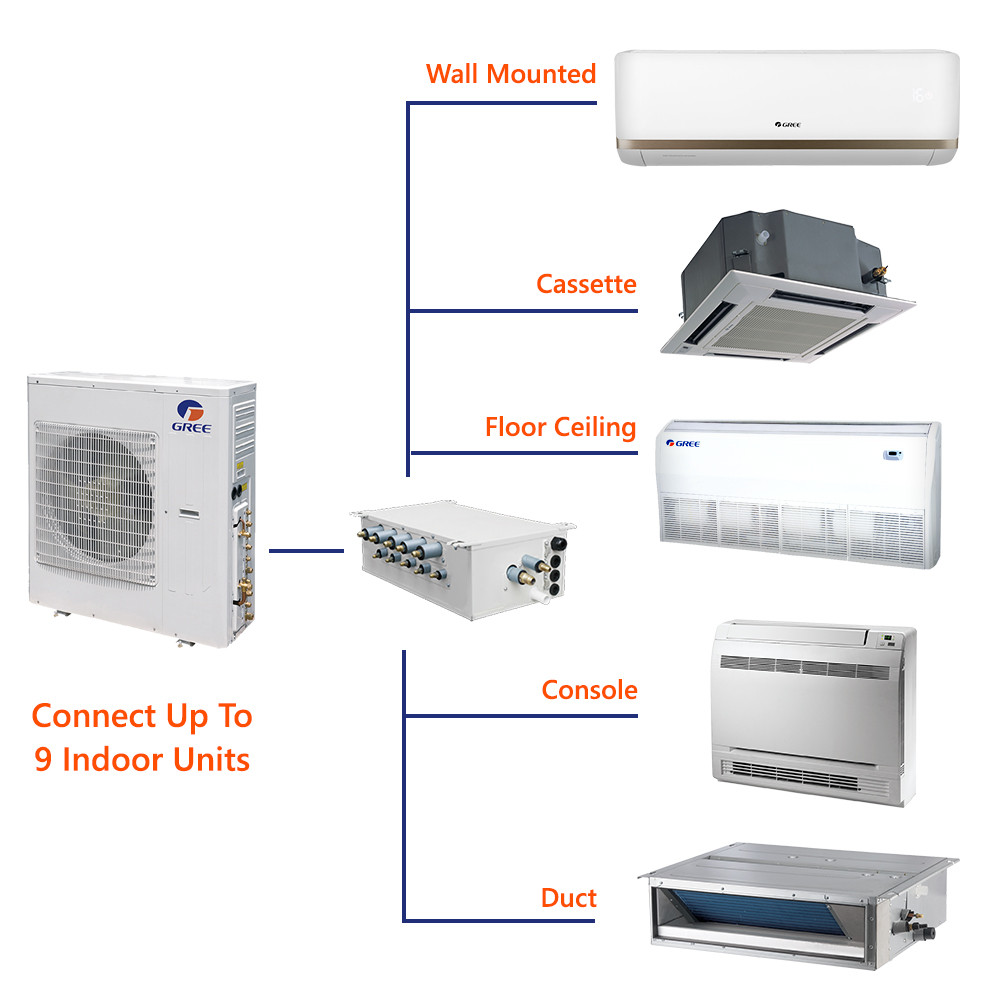 Wall Mounted
GREE
Cassette
Floor Ceiling
GREE
GREE
Console
Connect Up To
9 Indoor Units
Duct